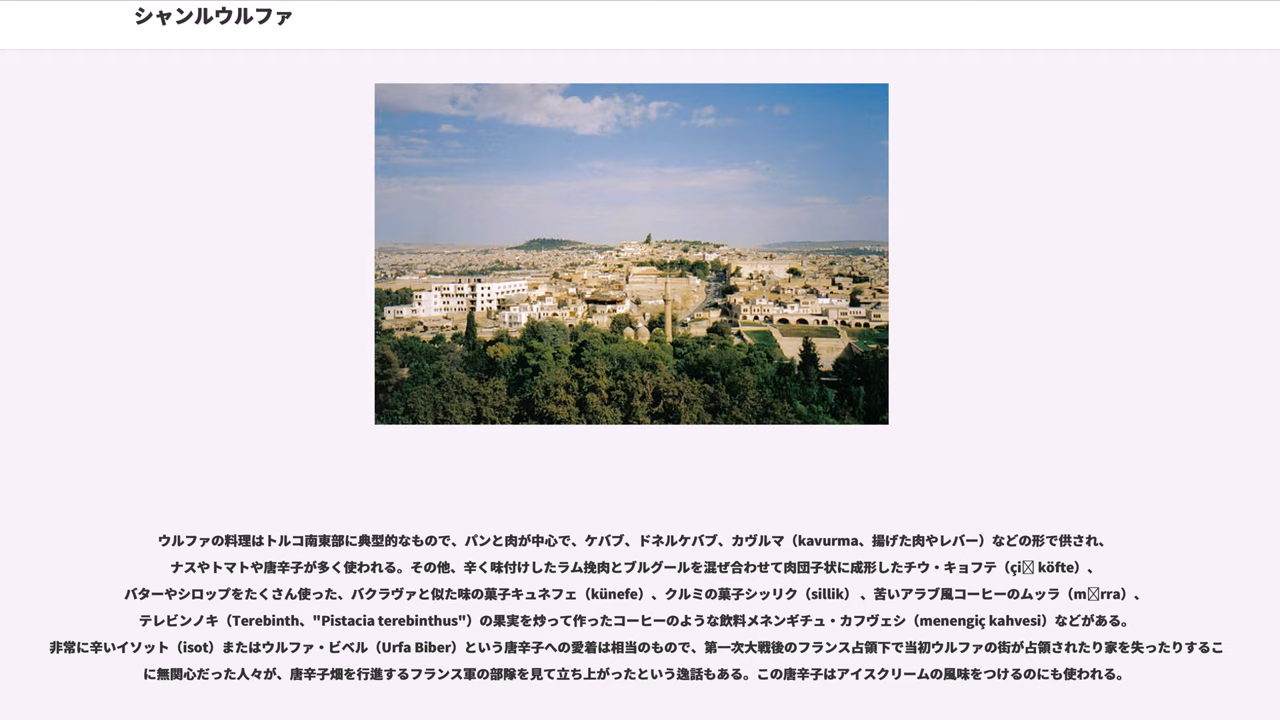 シャンルウルファ
ウルファの料理はトルコ南東部に典型的なもので、パンと肉が中心で、ケバブ、ドネルケバブ、カヴルマ（kavurma、揚げた肉やレバー）などの形で供され、
ナスやトマトや唐辛子が多く使われる。その他、辛く味付けしたラム挽肉とブルグールを混ぜ合わせて肉団子状に成形したチウ・キョフテ（çi□ köfte）、
バターやシロップをたくさん使った、バクラヴァと似た味の菓子キュネフェ（künefe）、クルミの菓子シッリク（sillik） 、苦いアラブ風コーヒーのムッラ（m□rra）、
テレビンノキ（Terebinth、"Pistacia terebinthus"）の果実を炒って作ったコーヒーのような飲料メネンギチュ・カフヴェシ（menengiç kahvesi）などがある。
非常に辛いイソット（isot）またはウルファ・ビベル（Urfa Biber）という唐辛子への愛着は相当のもので、第一次大戦後のフランス占領下で当初ウルファの街が占領されたり家を失ったりするこ
に無関心だった人々が、唐辛子畑を行進するフランス軍の部隊を見て立ち上がったという逸話もある。この唐辛子はアイスクリームの風味をつけるのにも使われる。